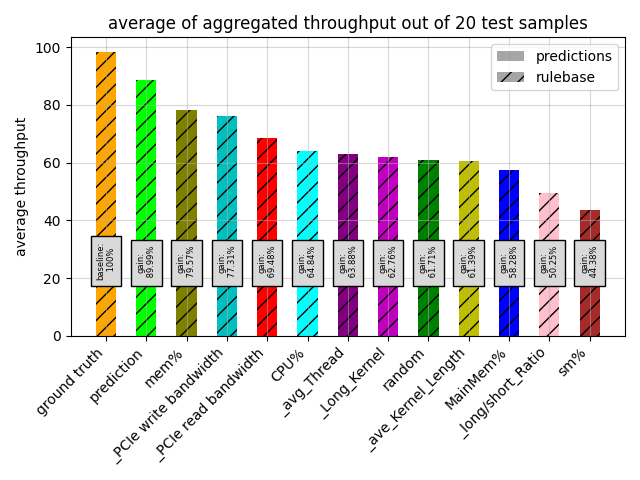 average of aggregated throughput out of 20 test samples
average throughput
100
80
60
40
20
0
predictions
rulebase
baseline:
100%
gain:
89.99%
gain:
79.57%
gain:
77.31%
gain:
69.48%
gain:
64.84%
gain:
63.88%
gain:
62.76%
gain:
61.71%
gain:
61.39%
gain:
58.28%
gain:
50.25%
gain:
44.38%
ground truth
prediction
mem%
_PCIe write bandwidth
_PCIe read bandwidth
CPU%
_avg_Thread
_Long_Kernel
random
_ave_Kernel_Length
MainMem%
_long/short_Ratio
sm%